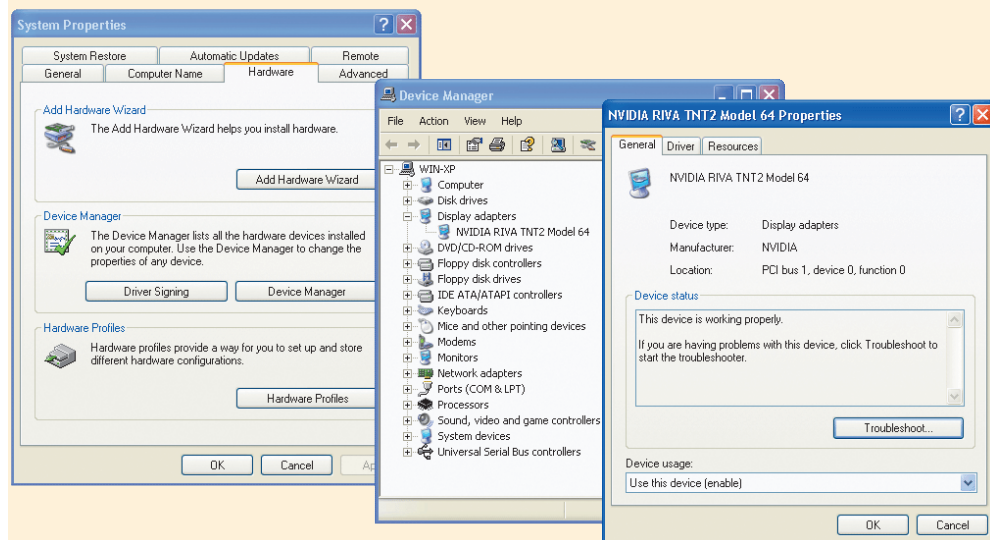 System Properties
System Restore Automatic Updates Remote
General Computer Name Hardware Advanced
Add Hardware Wizard
The Add Hardware Wizard helps you install hardware.
Add Hardware Wizard
Device Manager
The Device Manager lists all the hardware devices installed
on your computer. Use the Device Manager to change the
properties of any device.
Driver Signing Device Manager
Hardware Profiles
Hardware profiles provide a way for you to set up and store
different hardware configurations.
Hardware Profiles
OK Cancel Ap
Device Manager
File Action View Help
WIN-XP
Computer
Disk drives
Display adapters
NVIDIA RIVA TNT2 Model 64
DVD/CD-ROM drives
Floppy disk controllers
Floppy disk drives
IDE ATA/ATAPI controllers
Keyboards
Mice and other pointing devices
Modems
Monitors
Network adapters
Ports (COM & LPT)
Processors
Sound, video and game controllers
System devices
Universal Serial Bus controllers
NVIDIA RIVA TNT2 Model 64 Properties
General Driver Resources
NVIDIA RIVA TNT2 Model 64
Device type: Display adapters
Manufacturer: NVIDIA
Location: PCI bus 1, device 0, function 0
Device status
This device is working properly.
If you are having problems with this device, click Troubleshoot to
start the troubleshooter.
Troubleshoot...
Device usage:
Use this device (enable)
OK Cancel